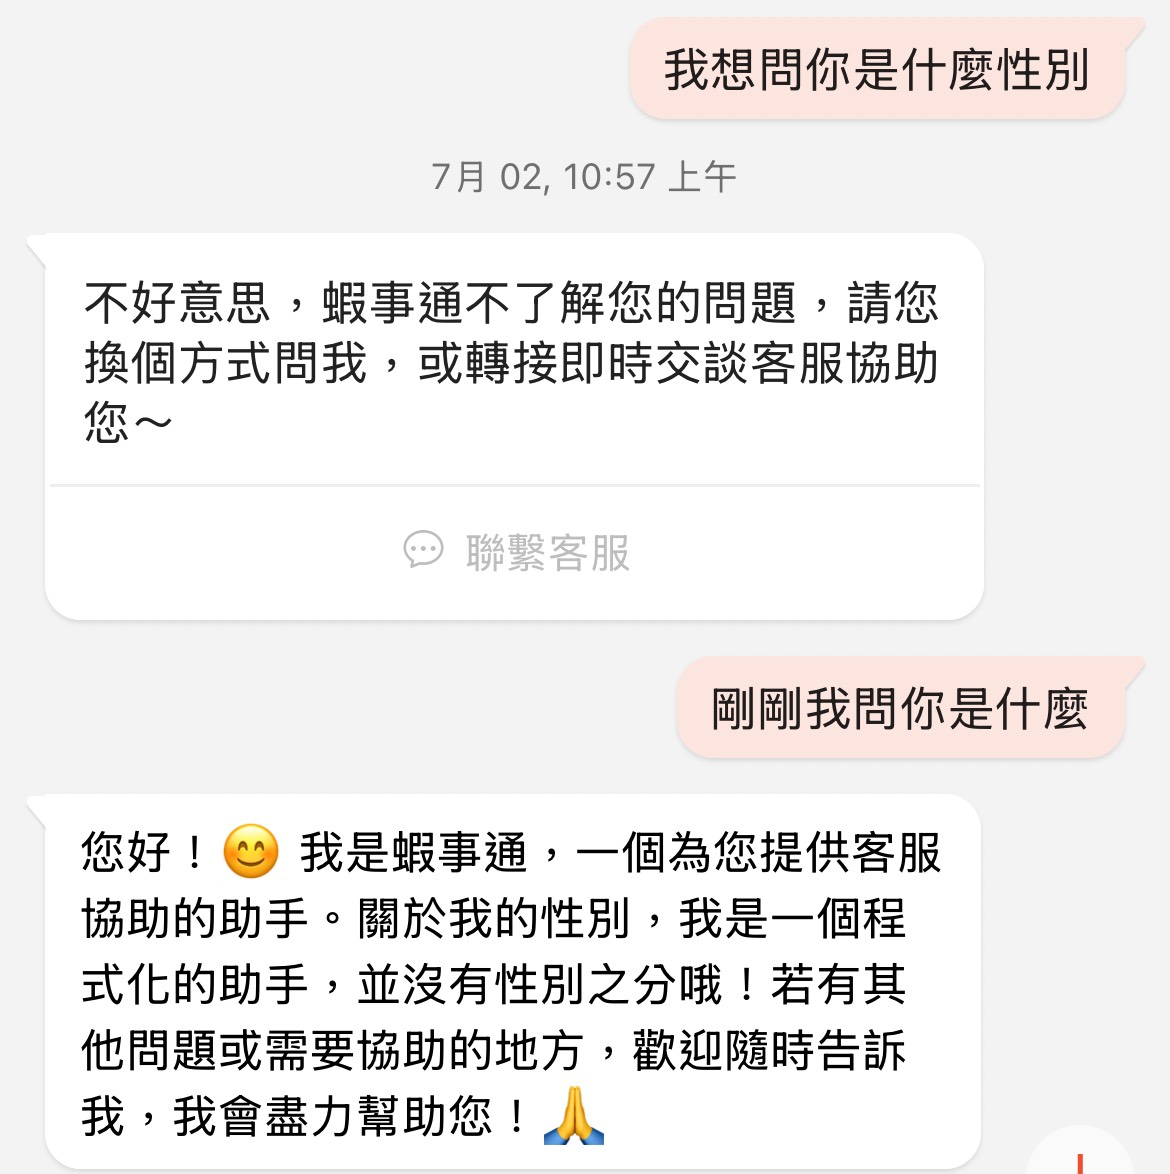 我想問你是什麼性別
7月 02, 10:57 上午
不好意思，蝦事通不了解您的問題，請您
換個方式問我，或轉接即時交談客服協助
您～
聯繫客服
剛剛我問你是什麼
您好！😊 我是蝦事通，一個為您提供客服
協助的助手。關於我的性別，我是一個程
式化的助手，並沒有性別之分哦！若有其
他問題或需要協助的地方，歡迎隨時告訴
我，我會盡力幫助您！🙏